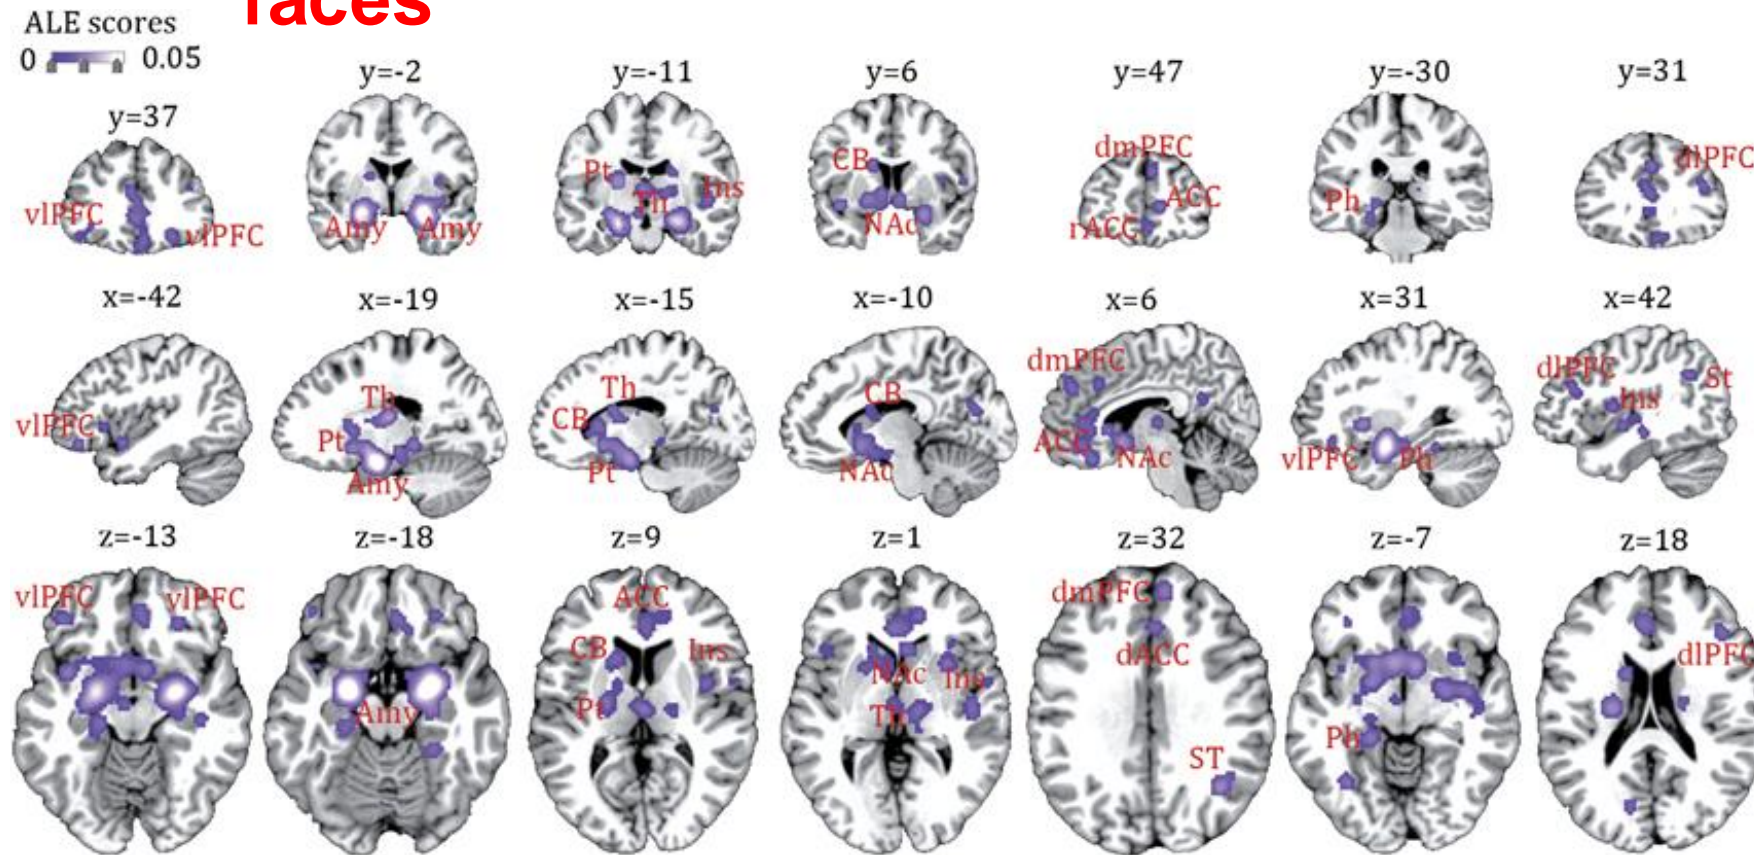 faces
ALE scores
0 0.05
y=37
y=-2
y=-11
y=6
y=47
y=-30
y=31
vlPFC vlPFC
Amy Amy
Pt Th Ins
CB NAc
dmPFC ACC rACC
Ph
dlPFC
x=-42
x=-19
x=-15
x=-10
x=6
x=31
x=42
vlPFC
Th Pt Amy
Th CB Pt
CB NAc
dmPFC ACC NAc
vlPFC Ph
dlPFC St Ins
z=-13
z=-18
z=9
z=1
z=32
z=-7
z=18
vlPFC vlPFC
Amy
ACC CB Ins Pt
NAc Ins Th
dmPFC dACC ST
Ph
dlPFC